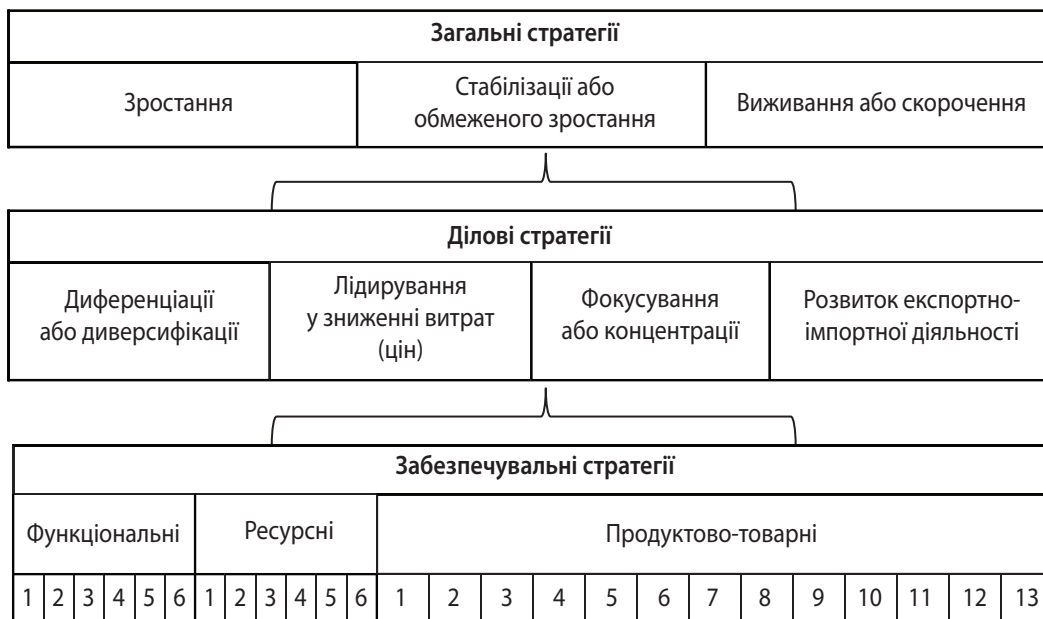 Загальні стратегії
Зростання
Стабілізації або
обмеженого зростання
Виживання або скорочення
Ділові стратегії
Диференціації
або диверсифікації
Лідирування
у зниженні витрат
(цін)
Фокусування
або концентрації
Розвиток експортно-
імпортної діяльності
Забезпечувальні стратегії
Функціональні
Ресурсні
Продуктово-товарні
1 2 3 4 5 6 1 2 3 4 5 6 1 2 3 4 5 6 7 8 9 10 11 12 13